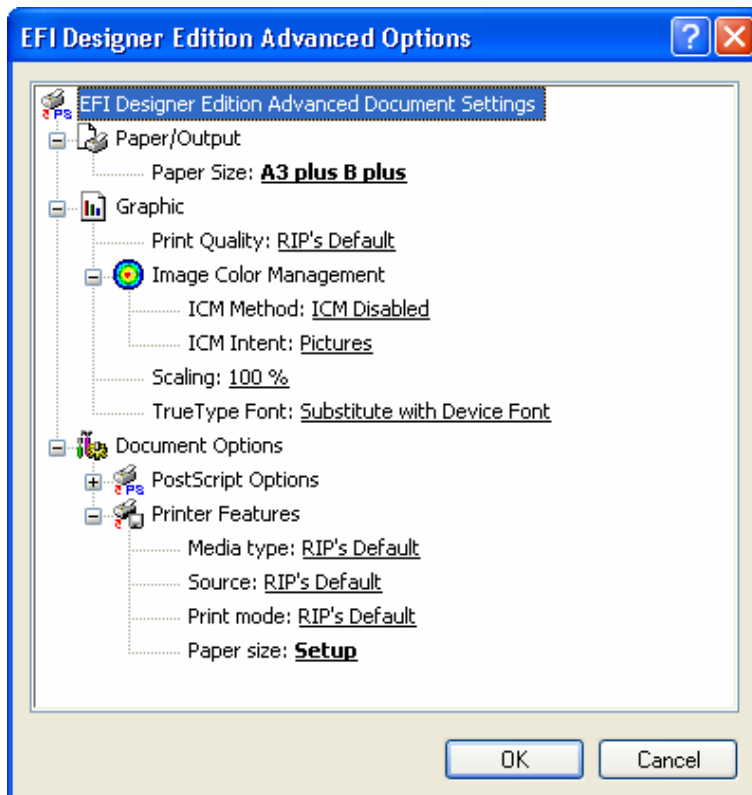 EFI Designer Edition Advanced Options
EFI Designer Edition Advanced Document Settings
Paper/Output
Paper Size: A3 plus B plus
Graphic
Print Quality: RIP's Default
Image Color Management
ICM Method: ICM Disabled
ICM Intent: Pictures
Scaling: 100 %
TrueType Font: Substitute with Device Font
Document Options
PostScript Options
Printer Features
Media type: RIP's Default
Source: RIP's Default
Print mode: RIP's Default
Paper size: Setup
OK Cancel